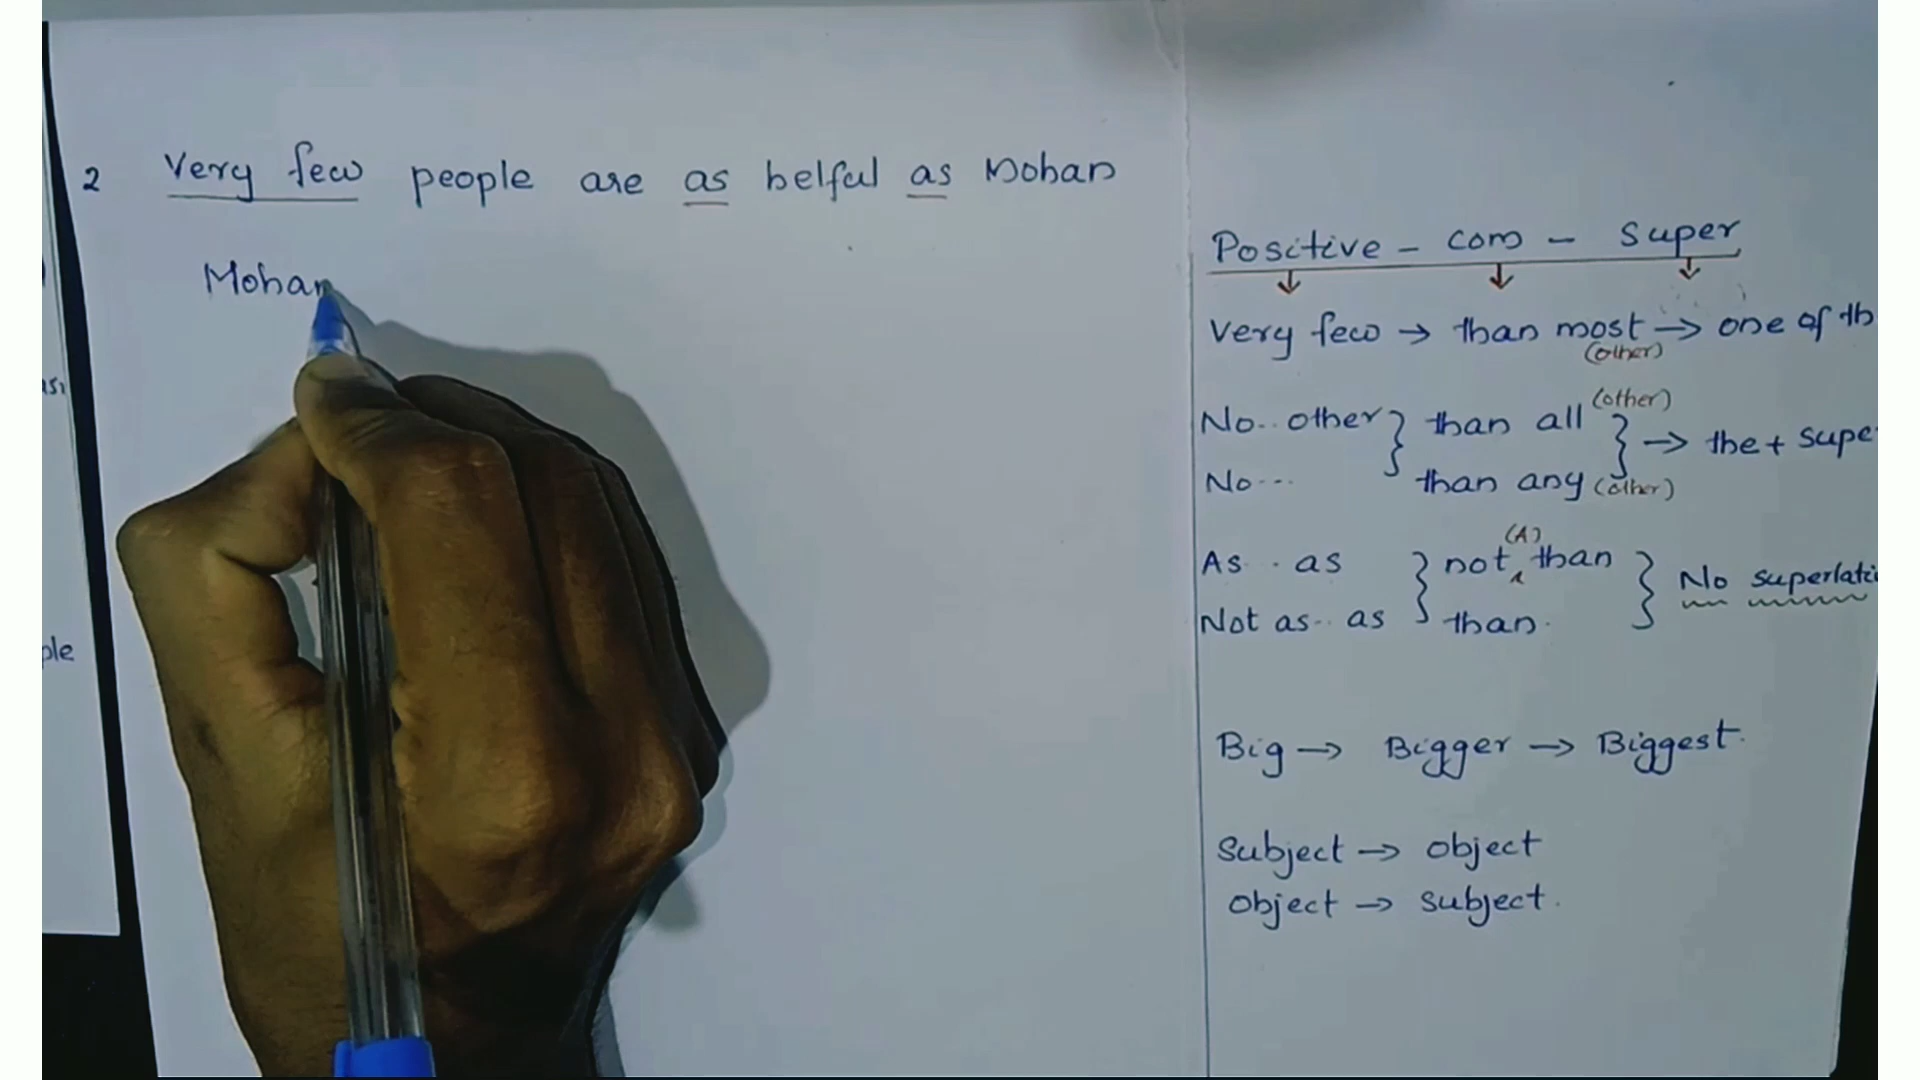 2 Very few people are as helful as Mohan
Mohan
Positive - com - super
Very few → than most → one of th
(other)
No.. other } than all (other) } → the + supe
No... than any (other)
As.. as } not (A) than } No superlati
Not as.. as than.
Big → Bigger → Biggest.
Subject → object
object → subject.
ple